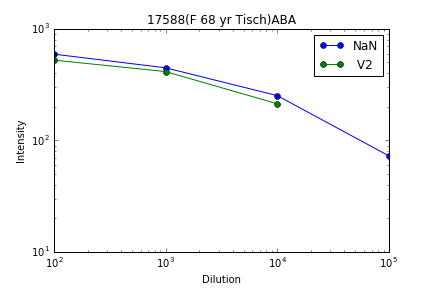 17588(F 68 yr Tisch)ABA
10³
10²
10¹
Intensity
NaN
V2
10² 10³ 10⁴ 10⁵
Dilution